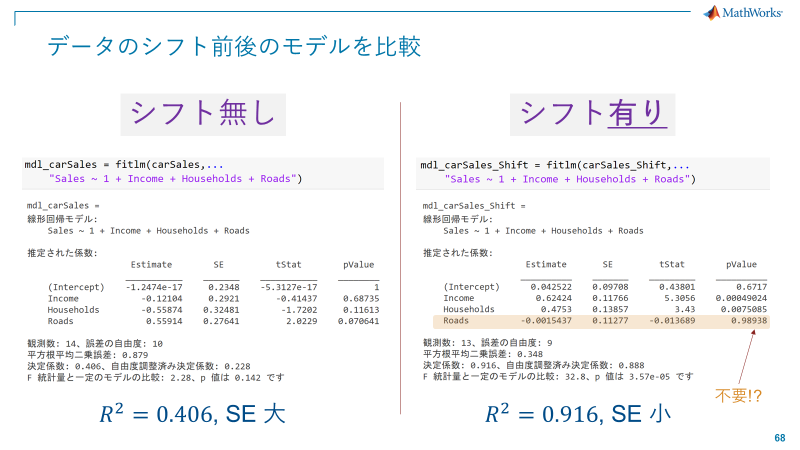 MathWorks
データのシフト前後のモデルを比較
シフト無し
mdl_carSales = fitlm(carSales,...
"Sales ~ 1 + Income + Households + Roads")
mdl_carSales =
線形回帰モデル:
Sales ~ 1 + Income + Households + Roads
推定された係数:
Estimate SE tStat pValue
(Intercept) -1.2474e-17 0.2348 -5.3127e-17 1
Income -0.12104 0.2921 -0.41437 0.68735
Households -0.55874 0.32481 -1.7202 0.11613
Roads 0.55914 0.27641 2.0229 0.070641
観測数: 14、誤差の自由度: 10
平方根平均二乗誤差: 0.879
決定係数: 0.406、自由度調整済み決定係数: 0.228
F 統計量と一定のモデルの比較: 2.28、p 値は 0.142 です
R² = 0.406, SE 大
シフト有り
mdl_carSales_Shift = fitlm(carSales_Shift,...
"Sales ~ 1 + Income + Households + Roads")
mdl_carSales_Shift =
線形回帰モデル:
Sales ~ 1 + Income + Households + Roads
推定された係数:
Estimate SE tStat pValue
(Intercept) 0.042522 0.09708 0.43801 0.6717
Income 0.62424 0.11766 5.3056 0.00049024
Households 0.4753 0.13857 3.43 0.0075085
Roads -0.0015437 0.11277 -0.013689 0.98938
観測数: 13、誤差の自由度: 9
平方根平均二乗誤差: 0.348
決定係数: 0.916、自由度調整済み決定係数: 0.888
F 統計量と一定のモデルの比較: 32.8、p 値は 3.57e-05 です
不要!?
R² = 0.916, SE 小
68